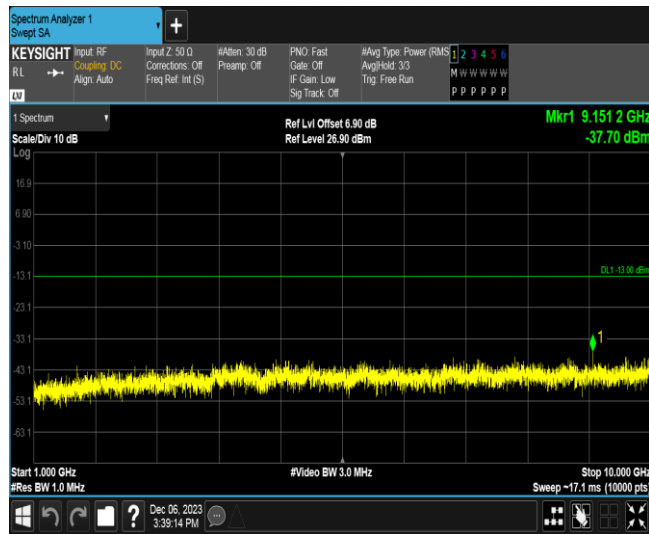 Spectrum Analyzer 1
Swept SA
+
KEYSIGHT
RL
LXI
Input: RF
Coupling: DC
Align: Auto
Input Z: 50 Ω
Corrections: Off
Freq Ref: Int (S)
#Atten: 30 dB
Preamp: Off
PNO: Fast
Gate: Off
IF Gain: Low
Sig Track: Off
#Avg Type: Power (RMS
Avg|Hold: 3/3
Trig: Free Run
1 2 3 4 5 6
M W W W W W
P P P P P P
1 Spectrum
Scale/Div 10 dB
Log
Ref Lvl Offset 6.90 dB
Ref Level 26.90 dBm
Mkr1 9.151 2 GHz
-37.70 dBm
16.9
6.90
-3.10
-13.1
-23.1
-33.1
-43.1
-53.1
-63.1
DL1 -13.00 dBm
1
Start 1.000 GHz
#Res BW 1.0 MHz
#Video BW 3.0 MHz
Stop 10.000 GHz
Sweep ~17.1 ms (10000 pts)
?
Dec 06, 2023
3:39:14 PM